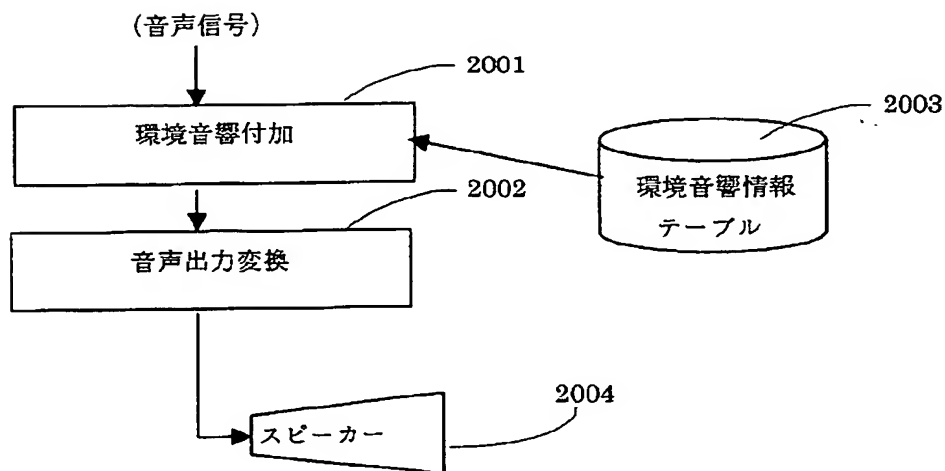 (音声信号)
2001
環境音響付加
2003
環境音響情報
テーブル
2002
音声出力変換
2004
スピーカー